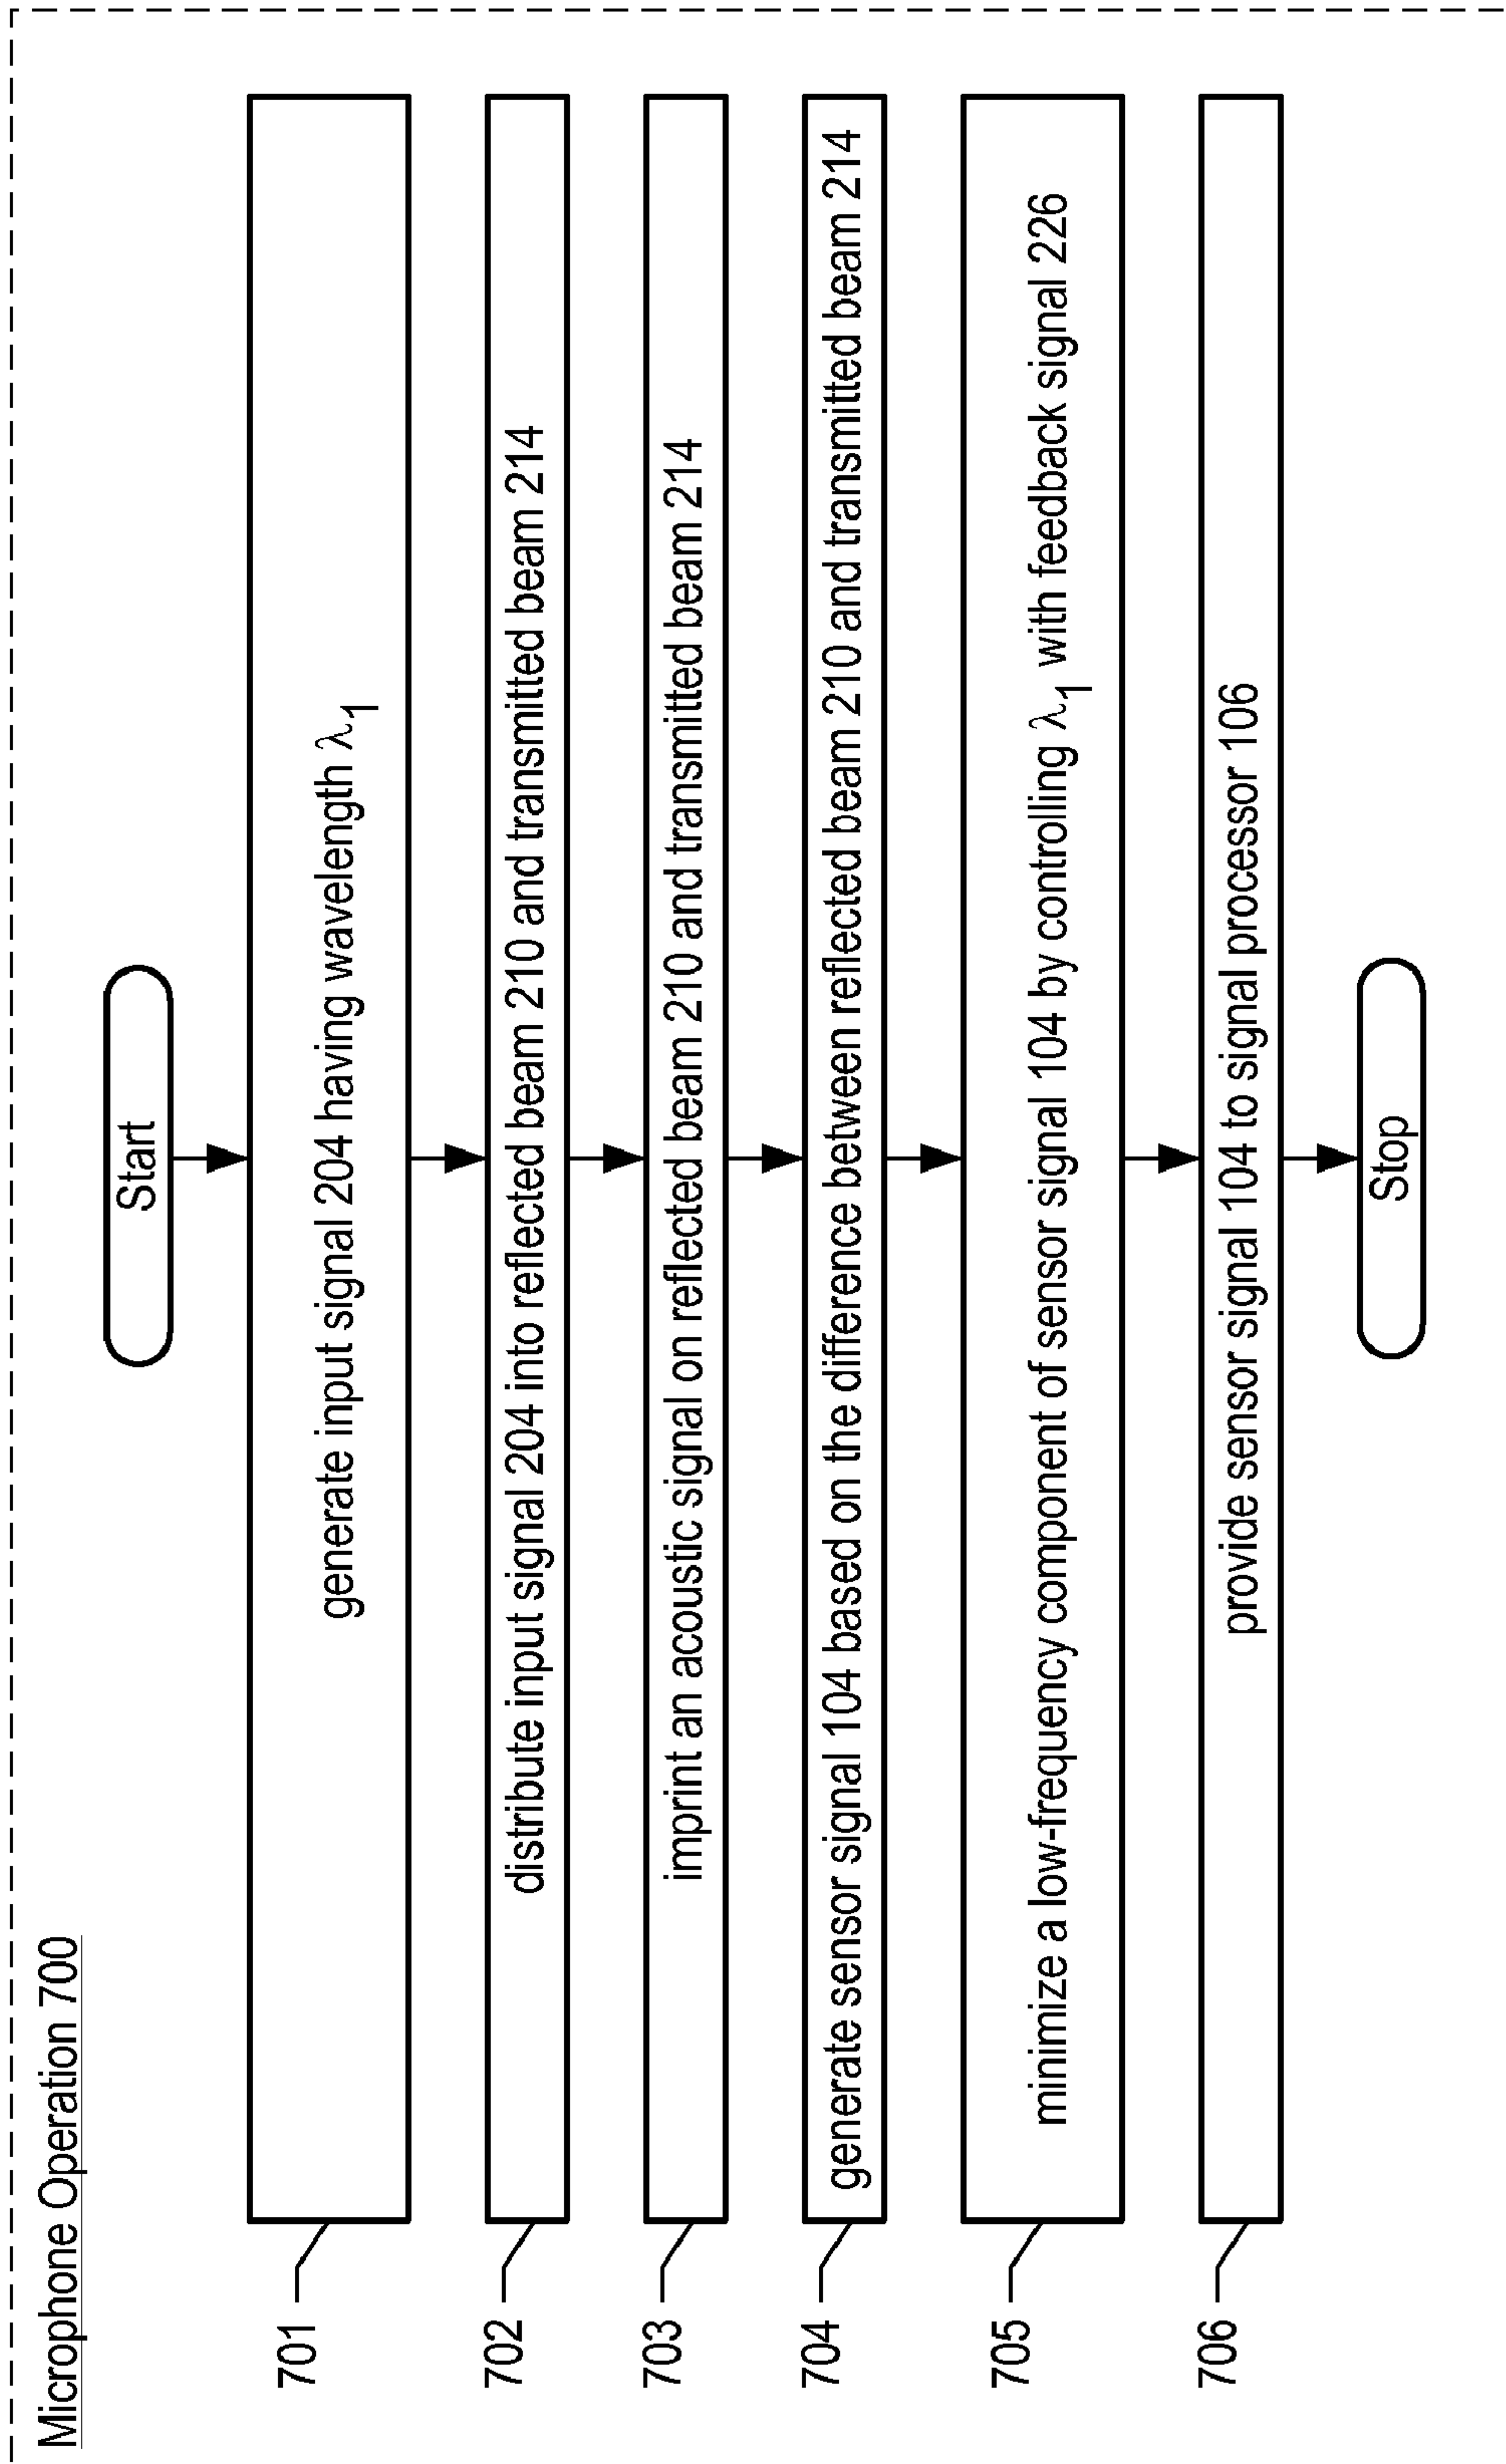 Microphone Operation 700
Start
701
generate input signal 204 having wavelength λ1
702
distribute input signal 204 into reflected beam 210 and transmitted beam 214
703
imprint an acoustic signal on reflected beam 210 and transmitted beam 214
704
generate sensor signal 104 based on the difference between reflected beam 210 and transmitted beam 214
705
minimize a low-frequency component of sensor signal 104 by controlling λ1 with feedback signal 226
706
provide sensor signal 104 to signal processor 106
Stop